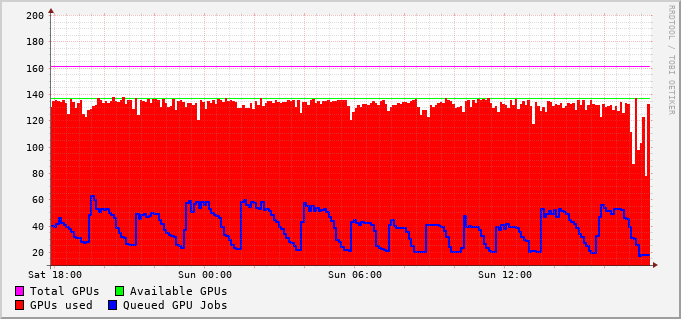 200
180
160
140
120
100
80
60
40
20
Sat 18:00 Sun 00:00 Sun 06:00 Sun 12:00
Total GPUs Available GPUs
GPUs used Queued GPU Jobs
RRDTOOL / TOBI OETIKER